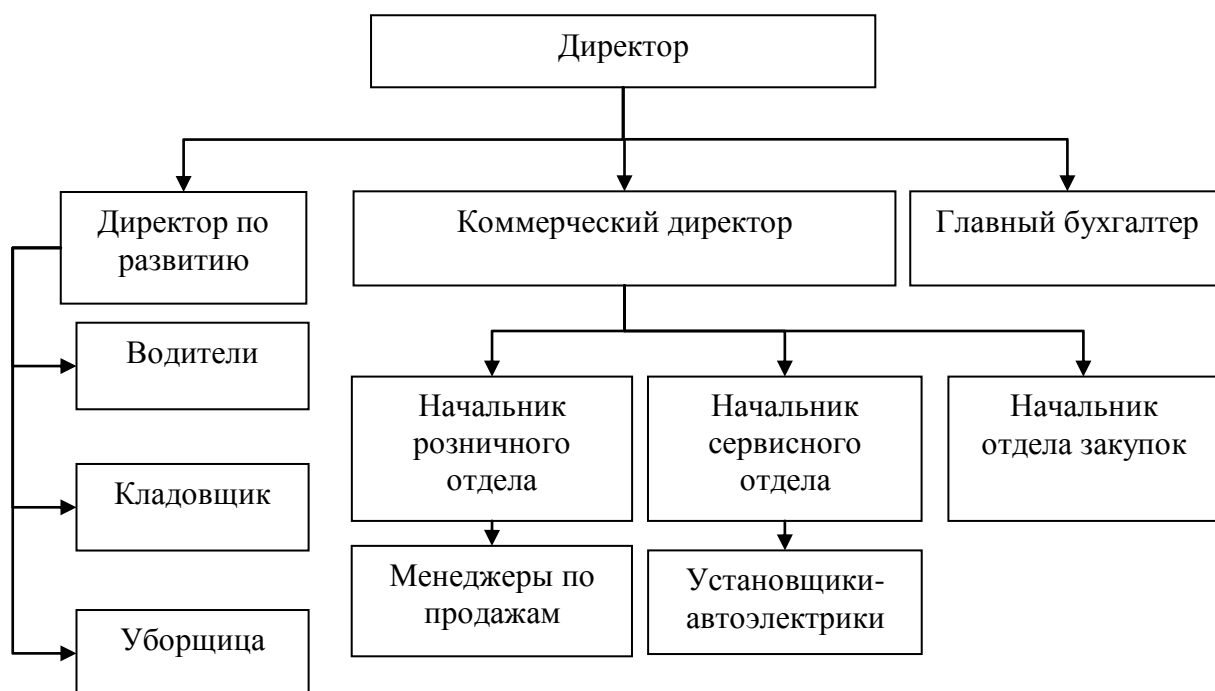 Директор
Директор по
развитию
Коммерческий директор
Главный бухгалтер
Водители
Кладовщик
Уборщица
Начальник
розничного
отдела
Начальник
сервисного
отдела
Начальник
отдела закупок
Менеджеры по
продажам
Установщики-
автоэлектрики